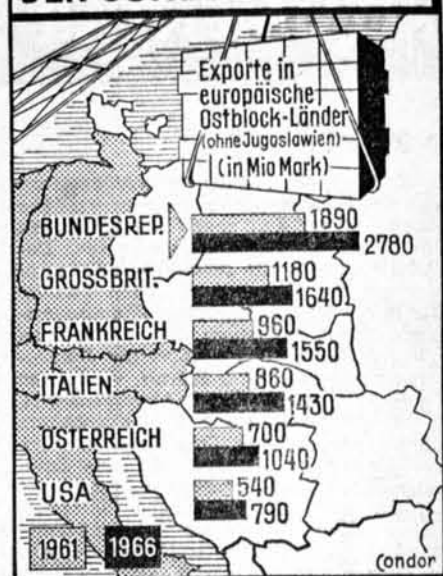 Exporte in
europäische
Ostblock-Länder
(ohne Jugoslawien)
(in Mio Mark)
BUNDESREP. 1890
2780
GROSSBRIT. 1180
1640
FRANKREICH 960
1550
ITALIEN 860
1430
ÖSTERREICH 700
1040
USA 540
790
1961 1966
Condor